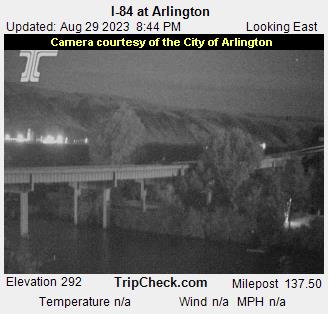 I-84 at Arlington
Updated: Aug 29 2023 8:44 PM Looking East
Camera courtesy of the City of Arlington
Elevation 292 TripCheck.com Milepost 137.50
Temperature n/a Wind n/a MPH n/a